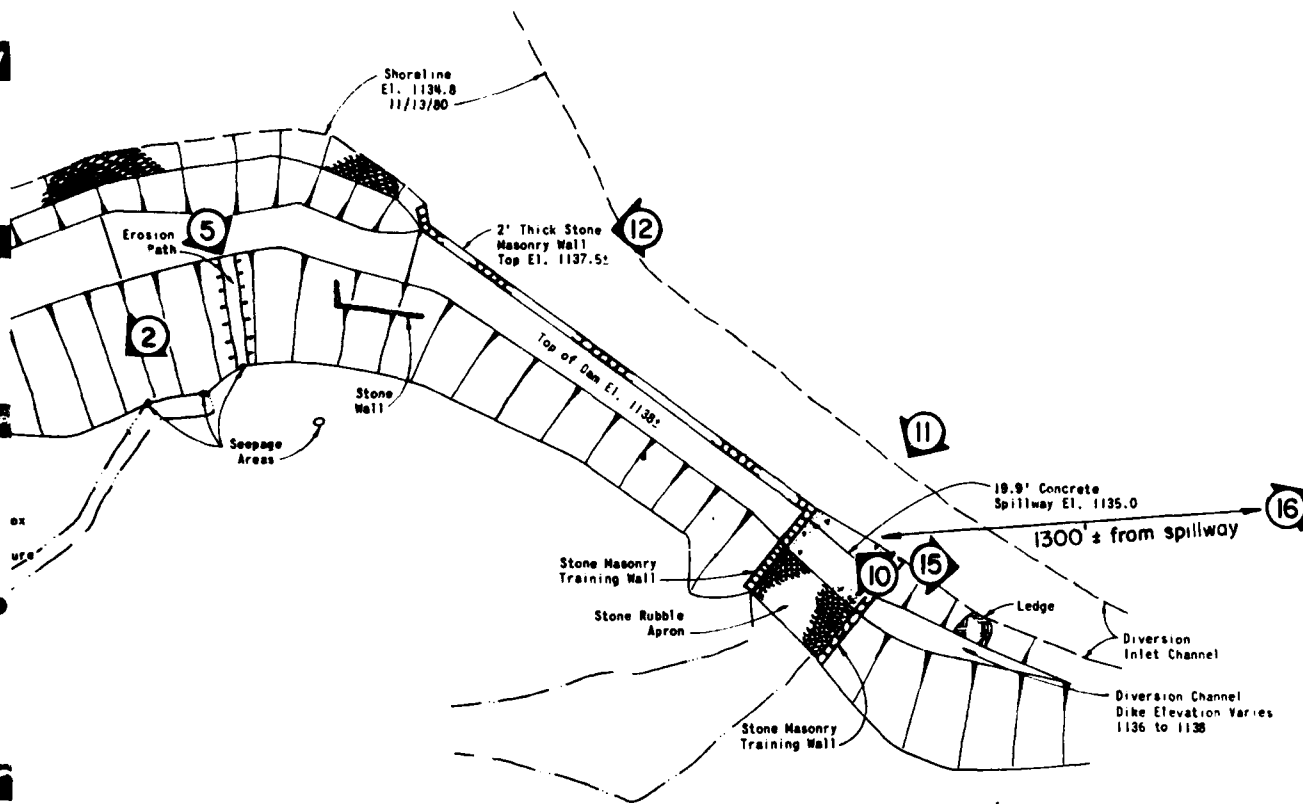 Shoreline
El. 1134.8
11/13/80
12
2' Thick Stone
Masonry Wall
Top El. 1137.5±
5
Erosion
Path
2
Top of Dam El. 1138±
Stone
Wall
Seepage
Areas
11
19.9' Concrete
Spillway El. 1135.0
16
1300' ± from spillway
ox
ure
Stone Masonry
Training Wall
10
15
Stone Rubble
Apron
Ledge
Diversion
Inlet Channel
Diversion Channel
Dike Elevation Varies
1136 to 1138
Stone Masonry
Training Wall